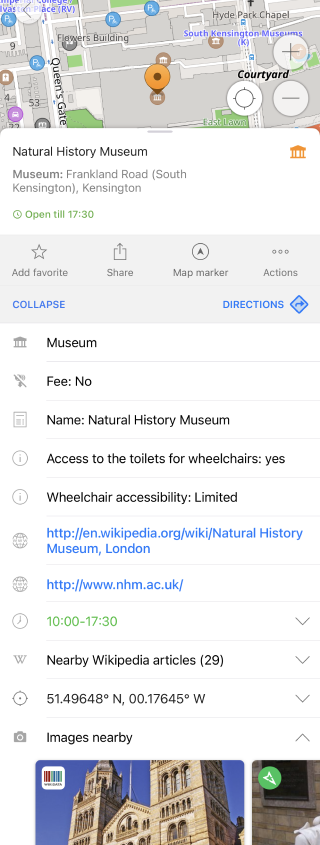 Imperial College /
lvation Place (RV)
Hyde Park Chapel
Flowers Building
South Kensington Museums
(K)
9
4
53
32
Queen's Gate
Courtyard
East Lawn
Natural History Museum
Museum: Frankland Road (South
Kensington), Kensington
Open till 17:30
Add favorite
Share
Map marker
Actions
COLLAPSE
DIRECTIONS
Museum
Fee: No
Name: Natural History Museum
Access to the toilets for wheelchairs: yes
Wheelchair accessibility: Limited
http://en.wikipedia.org/wiki/Natural History
Museum, London
http://www.nhm.ac.uk/
10:00-17:30
W
Nearby Wikipedia articles (29)
51.49648° N, 00.17645° W
Images nearby
WIKIDATA